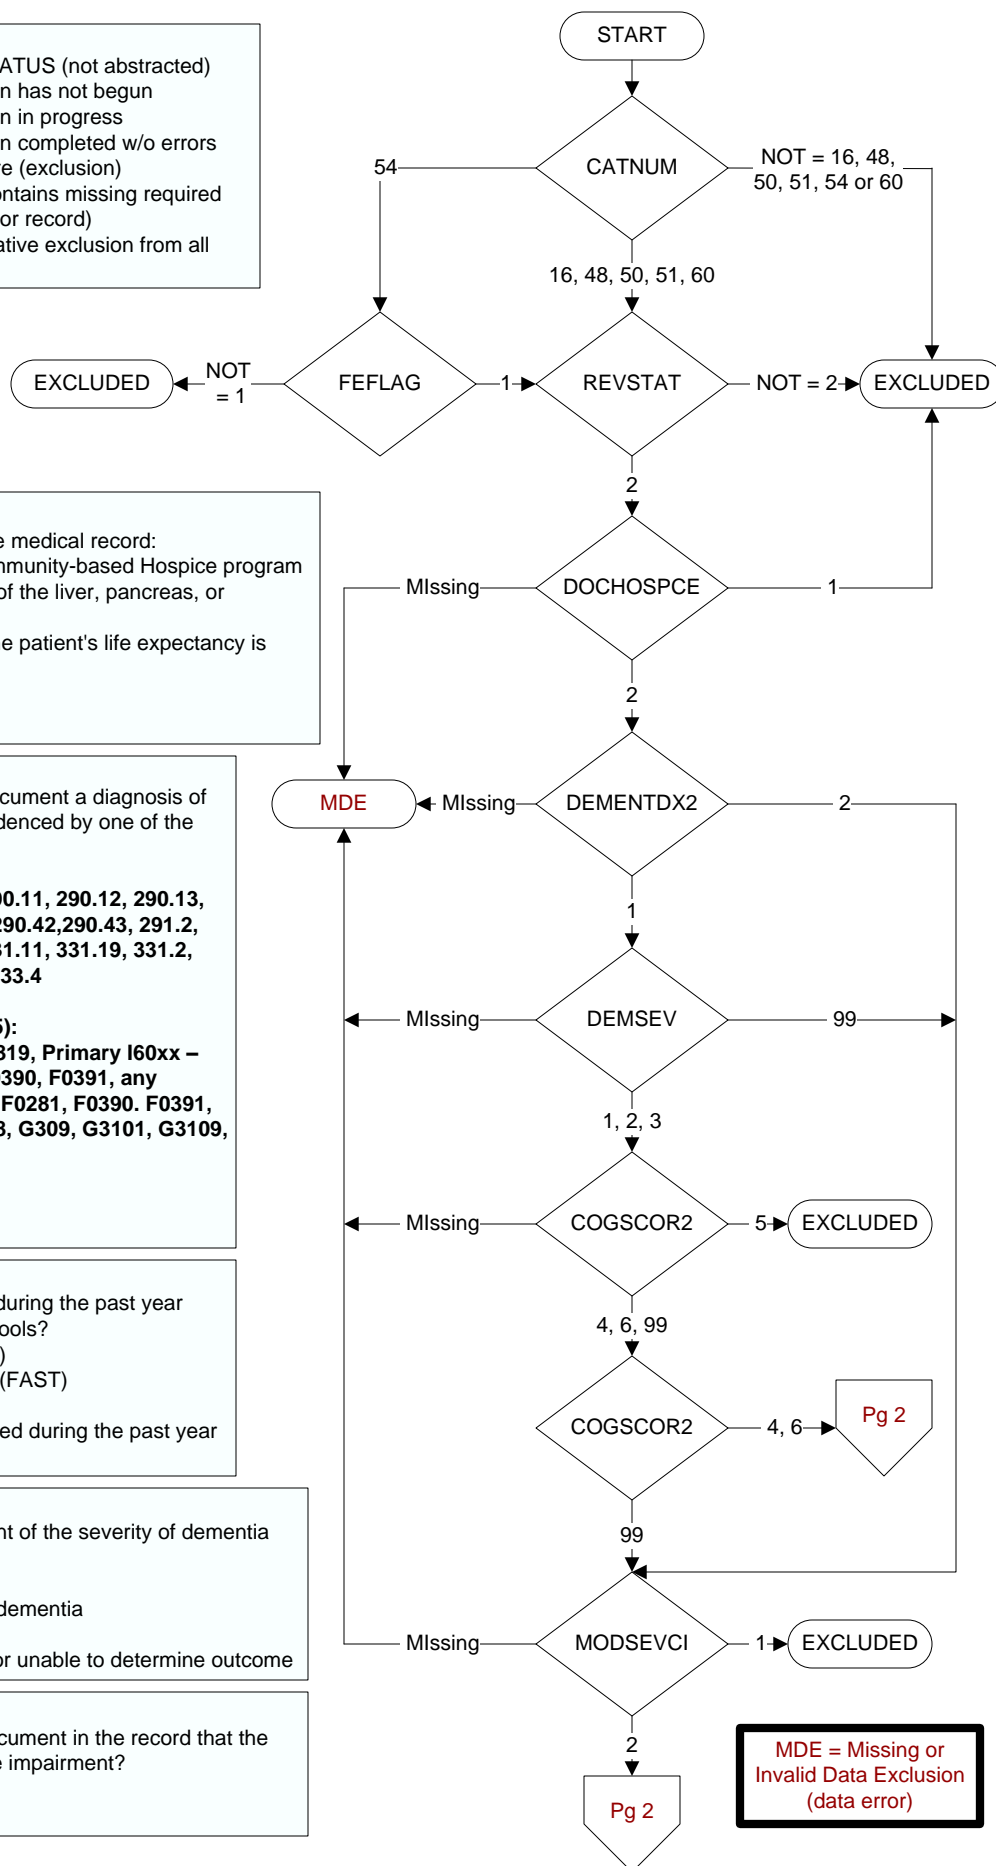 START
ATUS (not abstracted)
n has not begun
n in progress
n completed w/o errors
e (exclusion)
ontains missing required
or record)
ative exclusion from all
CATNUM
54
NOT = 16, 48,
50, 51, 54 or 60
16, 48, 50, 51, 60
EXCLUDED
NOT
= 1
FEFLAG
1
REVSTAT
NOT = 2
EXCLUDED
2
e medical record:
mmunity-based Hospice program
of the liver, pancreas, or
ne patient's life expectancy is
MIssing
DOCHOSPCE
1
2
MDE
MIssing
DEMENTDX2
2
1
cument a diagnosis of
idenced by one of the
90.11, 290.12, 290.13,
290.42,290.43, 291.2,
31.11, 331.19, 331.2,
33.4
5):
319, Primary I60xx –
0390, F0391, any
F0281, F0390. F0391,
3, G309, G3101, G3109,
MIssing
DEMSEV
99
1, 2, 3
MIssing
COGSCOR2
5
EXCLUDED
4, 6, 99
during the past year
ools?
)
(FAST)
ed during the past year
COGSCOR2
4, 6
Pg 2
99
nt of the severity of dementia
dementia
or unable to determine outcome
MIssing
MODSEVCI
1
EXCLUDED
2
Pg 2
cument in the record that the
e impairment?
MDE = Missing or
Invalid Data Exclusion
(data error)